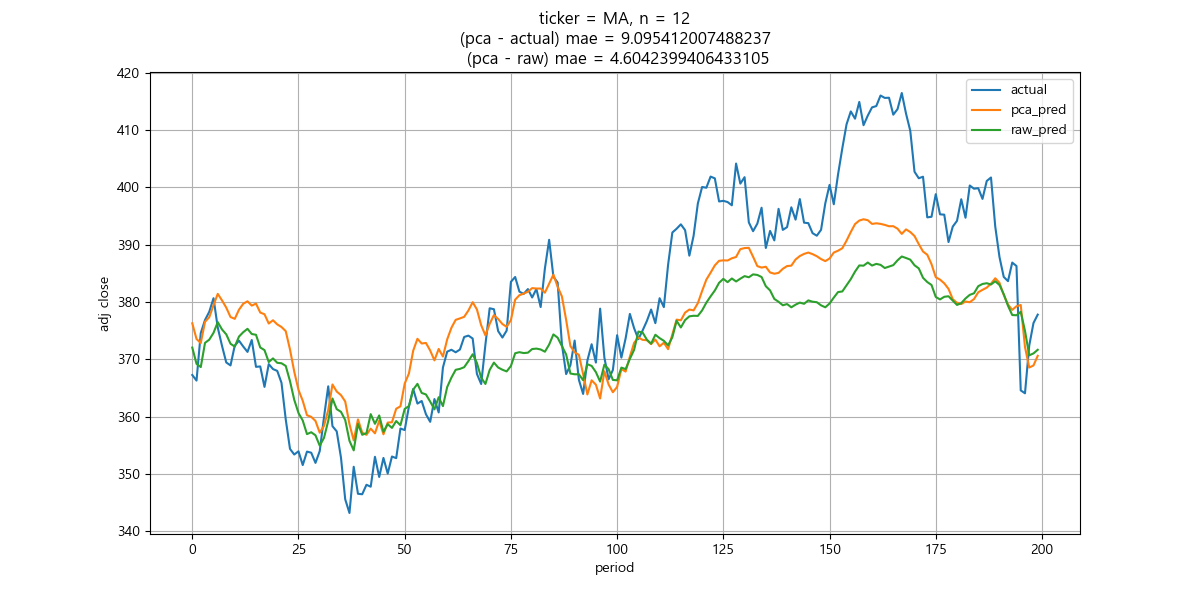 ticker = MA, n = 12
(pca - actual) mae = 9.095412007488237
(pca - raw) mae = 4.6042399406433105
actual
pca_pred
raw_pred
420
410
400
390
380
370
360
350
340
adj close
0 25 50 75 100 125 150 175 200
period